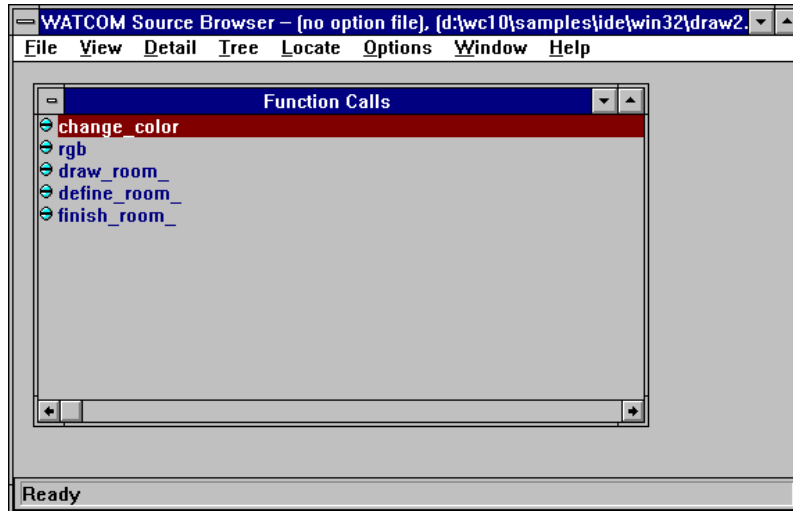 WATCOM Source Browser – (no option file), (d:\wc10\samples\ide\win32\draw2.
File View Detail Tree Locate Options Window Help
Function Calls
change_color
rgb
draw_room_
define_room_
finish_room_
Ready